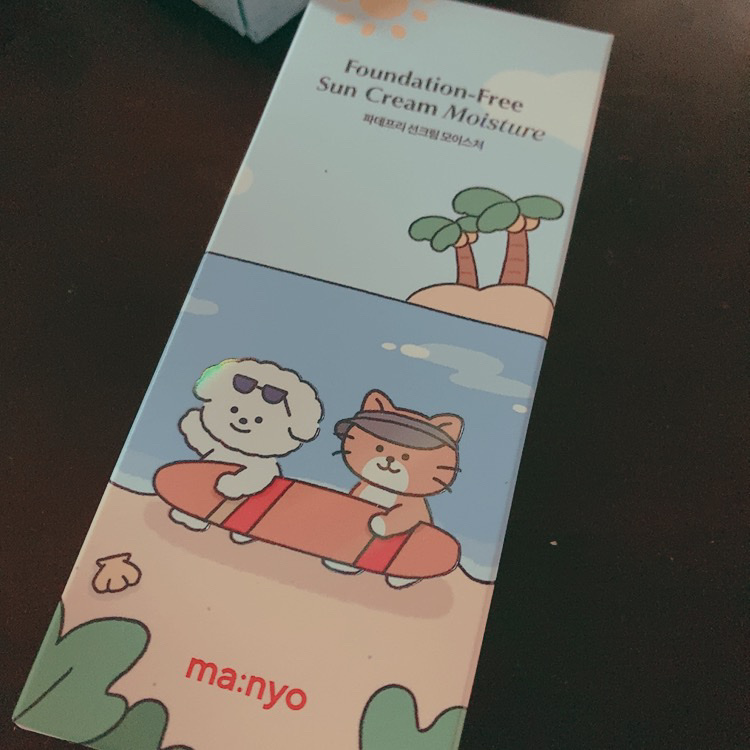 Foundation-Free
Sun Cream Moisture
파데프리 선크림 모이스처
ma:nyo